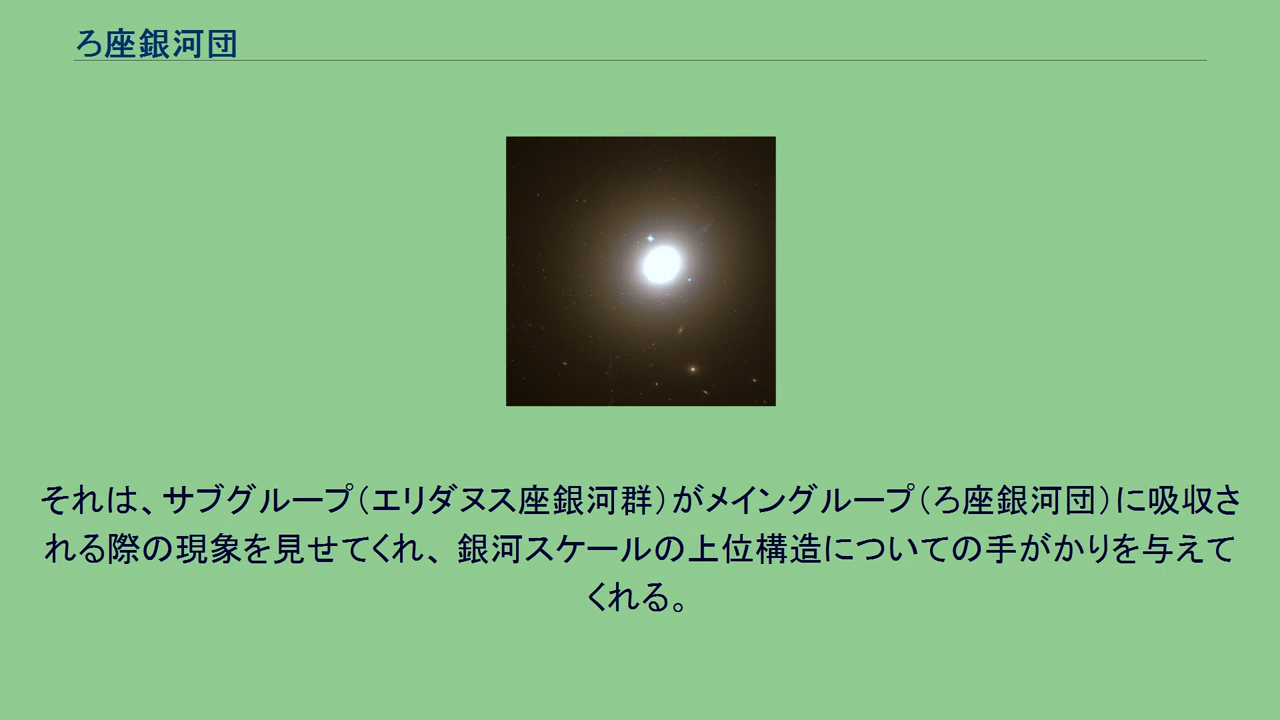 ろ座銀河団
それは、サブグループ（エリダヌス座銀河群）がメイングループ（ろ座銀河団）に吸収さ
れる際の現象を見せてくれ、銀河スケールの上位構造についての手がかりを与えて
くれる。